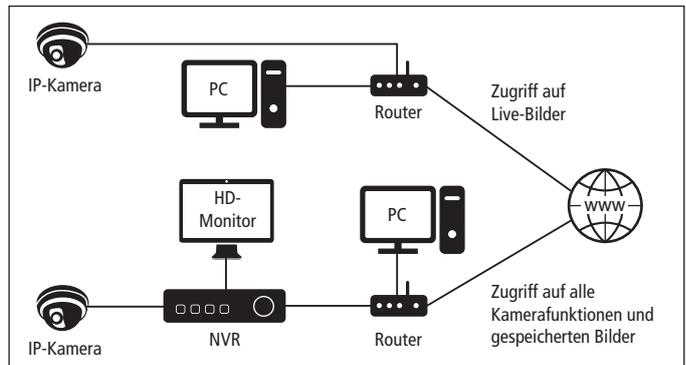 IP-Kamera
PC
Router
Zugriff auf
Live-Bilder
HD-
Monitor
PC
WWW
IP-Kamera
NVR
Router
Zugriff auf alle
Kamerafunktionen und
gespeicherten Bilder